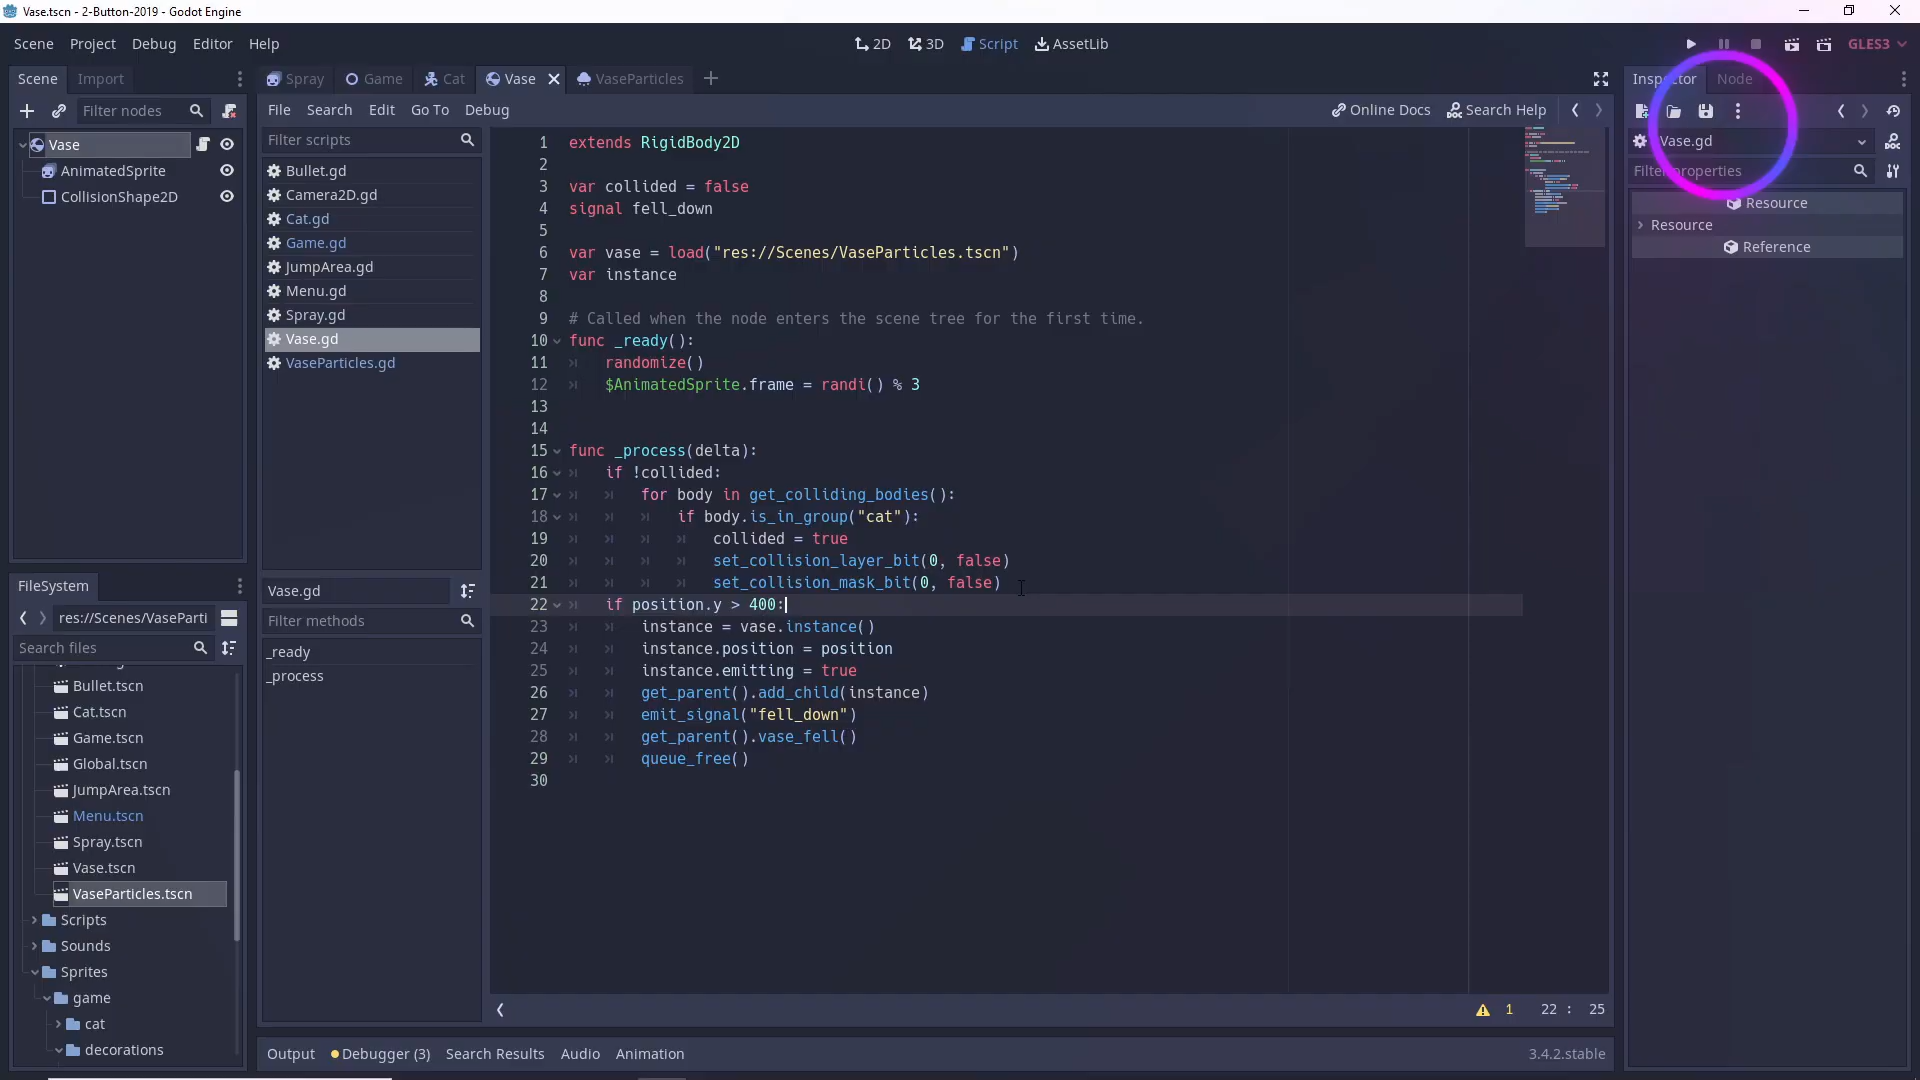 Vase.tscn - 2-Button-2019 - Godot Engine
Scene Project Debug Editor Help
2D 3D Script AssetLib
GLES3
Scene Import
Spray Game Cat Vase VaseParticles
Inspector Node
Filter nodes
File Search Edit Go To Debug
Online Docs Search Help
Vase
AnimatedSprite
CollisionShape2D
Filter scripts
Bullet.gd
Camera2D.gd
Cat.gd
Game.gd
JumpArea.gd
Menu.gd
Spray.gd
Vase.gd
VaseParticles.gd
Vase.gd
Filter methods
_ready
_process
1 extends RigidBody2D
2
3 var collided = false
4 signal fell_down
5
6 var vase = load("res://Scenes/VaseParticles.tscn")
7 var instance
8
9 # Called when the node enters the scene tree for the first time.
10 func _ready():
11 randomize()
12 $AnimatedSprite.frame = randi() % 3
13
14
15 func _process(delta):
16 if !collided:
17 for body in get_colliding_bodies():
18 if body.is_in_group("cat"):
19 collided = true
20 set_collision_layer_bit(0, false)
21 set_collision_mask_bit(0, false)
22 if position.y > 400:
23 instance = vase.instance()
24 instance.position = position
25 instance.emitting = true
26 get_parent().add_child(instance)
27 emit_signal("fell_down")
28 get_parent().vase_fell()
29 queue_free()
30
1 22 : 25
Vase.gd
Filter properties
Resource
Resource
Reference
FileSystem
res://Scenes/VaseParti
Search files
Bullet.tscn
Cat.tscn
Game.tscn
Global.tscn
JumpArea.tscn
Menu.tscn
Spray.tscn
Vase.tscn
VaseParticles.tscn
Scripts
Sounds
Sprites
game
cat
decorations
Output Debugger (3) Search Results Audio Animation
3.4.2.stable